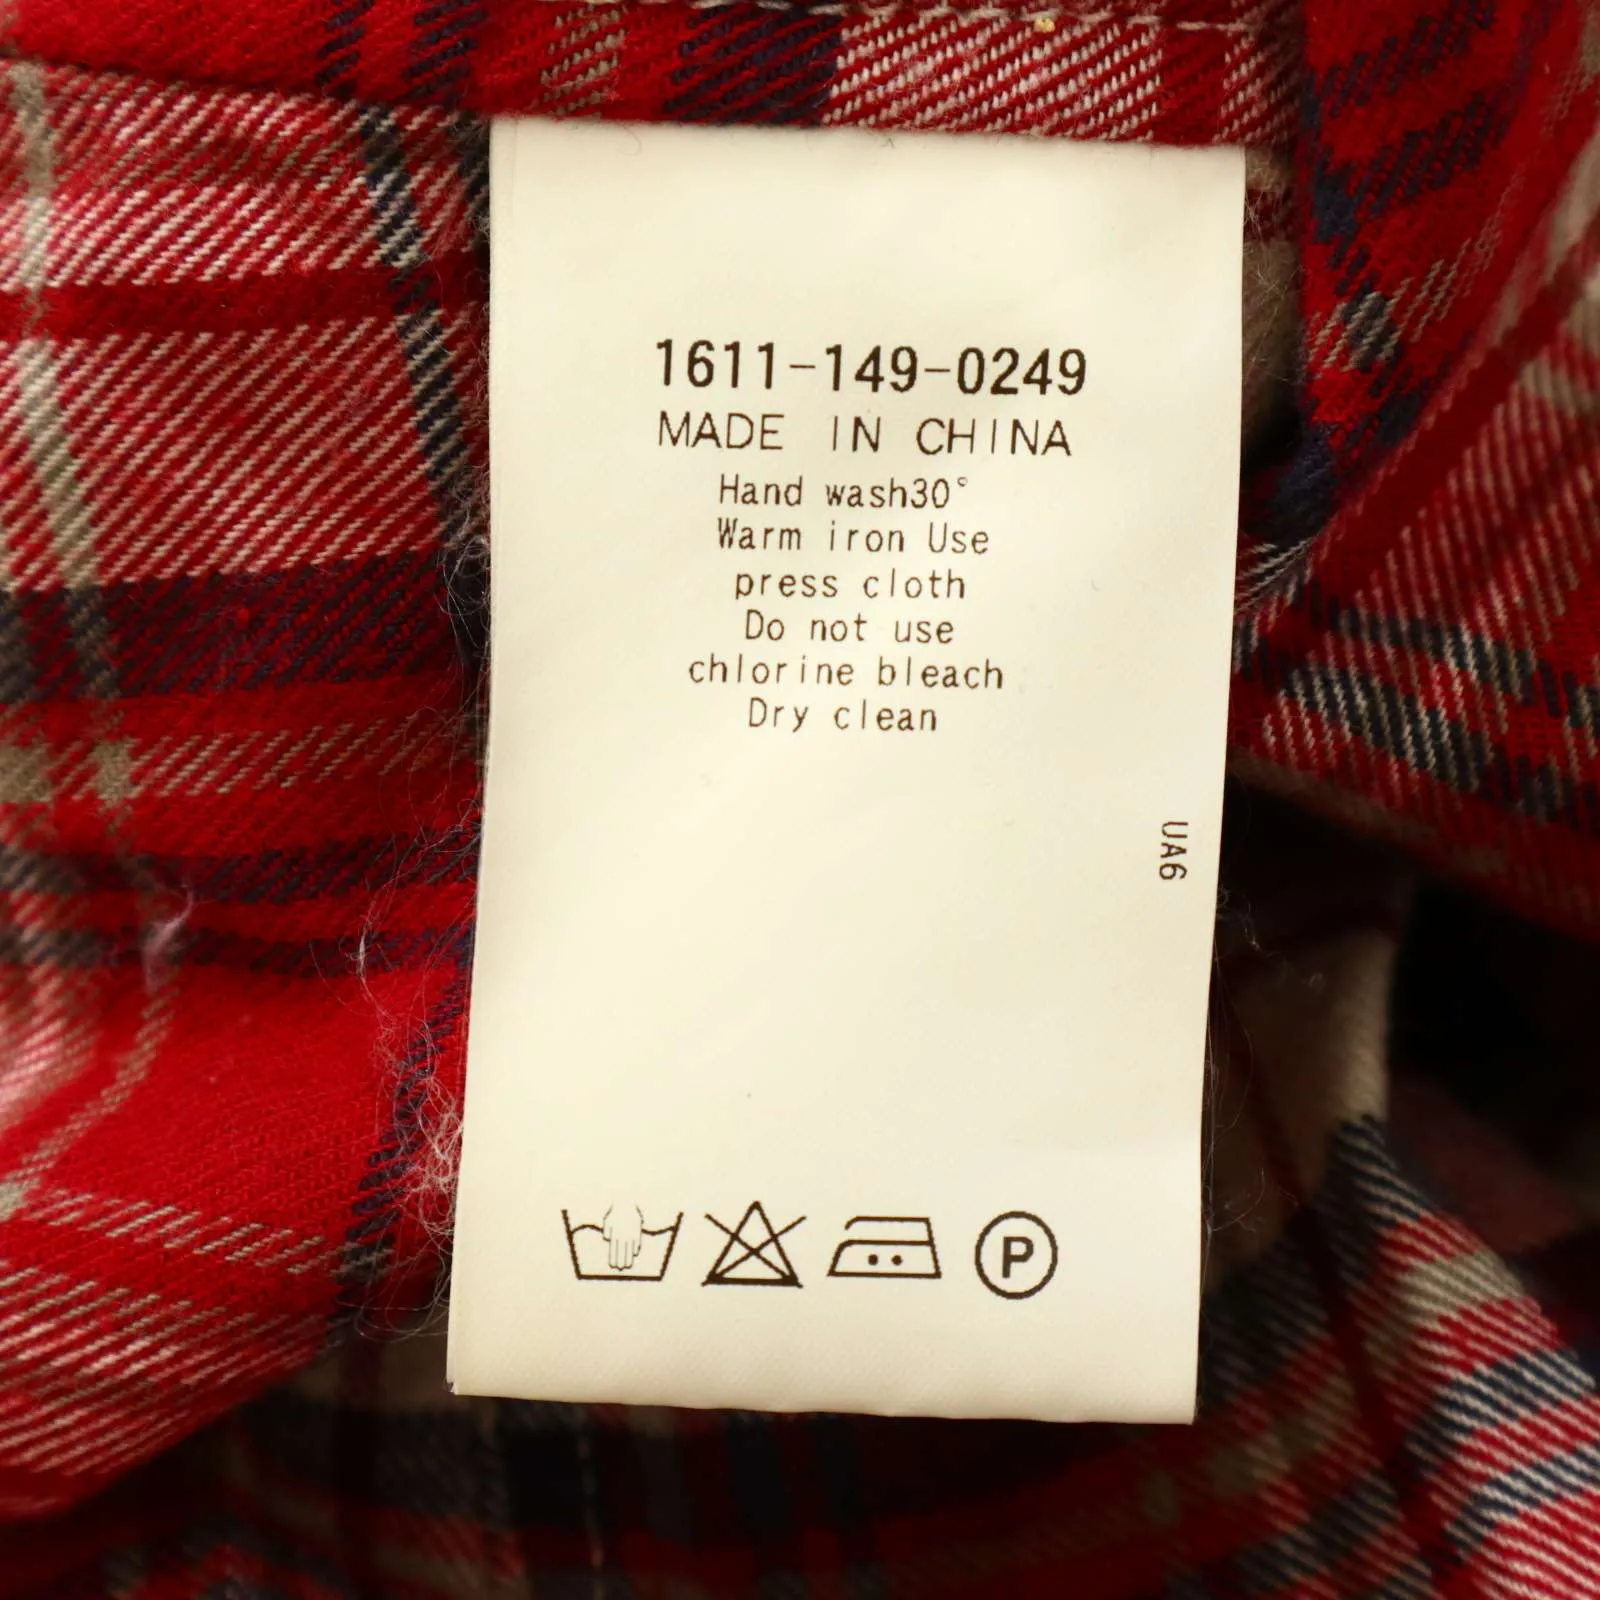 1611-149-0249
MADE IN CHINA
Hand wash30°
Warm iron Use
press cloth
Do not use
chlorine bleach
Dry clean
UA6
P